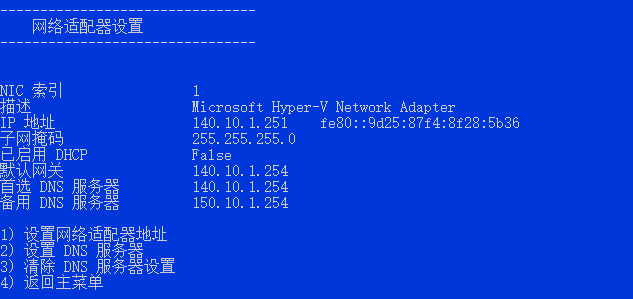 --------------------------------
网络适配器设置
--------------------------------
NIC 索引 1
描述 Microsoft Hyper-V Network Adapter
IP 地址 140.10.1.251 fe80::9d25:87f4:8f28:5b36
子网掩码 255.255.255.0
已启用 DHCP False
默认网关 140.10.1.254
首选 DNS 服务器 140.10.1.254
备用 DNS 服务器 150.10.1.254
1) 设置网络适配器地址
2) 设置 DNS 服务器
3) 清除 DNS 服务器设置
4) 返回主菜单